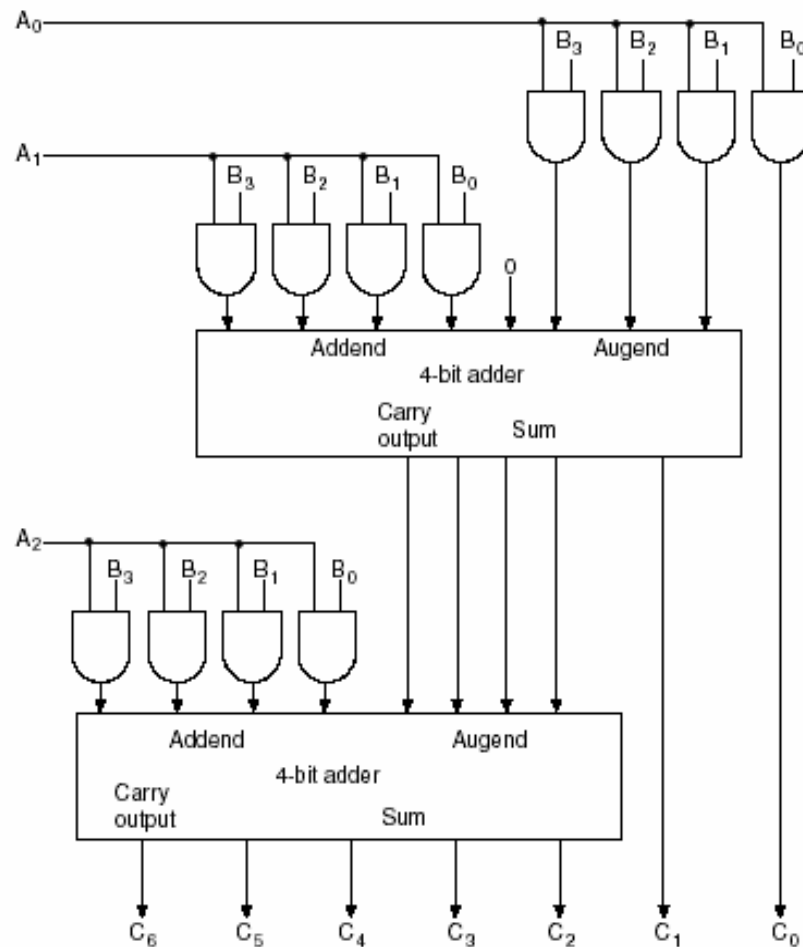 A0
B3 B2 B1 B0
A1
B3 B2 B1 B0
0
Addend Augend
4-bit adder
Carry
output
Sum
A2
B3 B2 B1 B0
Addend Augend
4-bit adder
Carry
output
Sum
C6 C5 C4 C3 C2 C1 C0